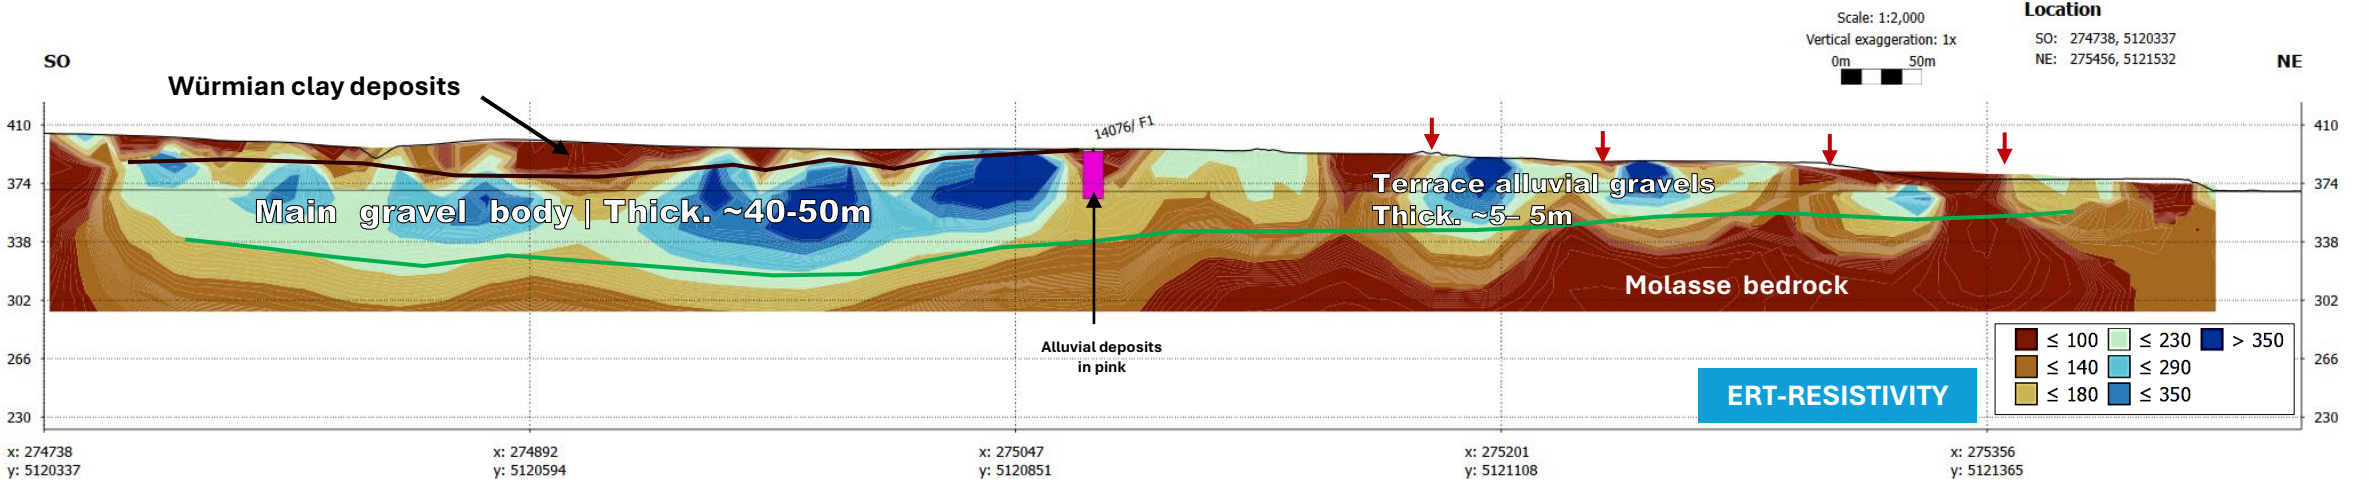 Scale: 1:2,000
Vertical exaggeration: 1x
0m 50m
Location
SO: 274738, 5120337
NE: 275456, 5121532
SO
NE
Würmian clay deposits
14076/ F1
410
374
338
302
266
230
410
374
338
302
266
230
Main gravel body | Thick. ~40-50m
Terrace alluvial gravels
Thick. ~5– 5m
Molasse bedrock
Alluvial deposits
in pink
ERT-RESISTIVITY
≤ 100 ≤ 230 > 350
≤ 140 ≤ 290
≤ 180 ≤ 350
x: 274738
y: 5120337
x: 274892
y: 5120594
x: 275047
y: 5120851
x: 275201
y: 5121108
x: 275356
y: 5121365